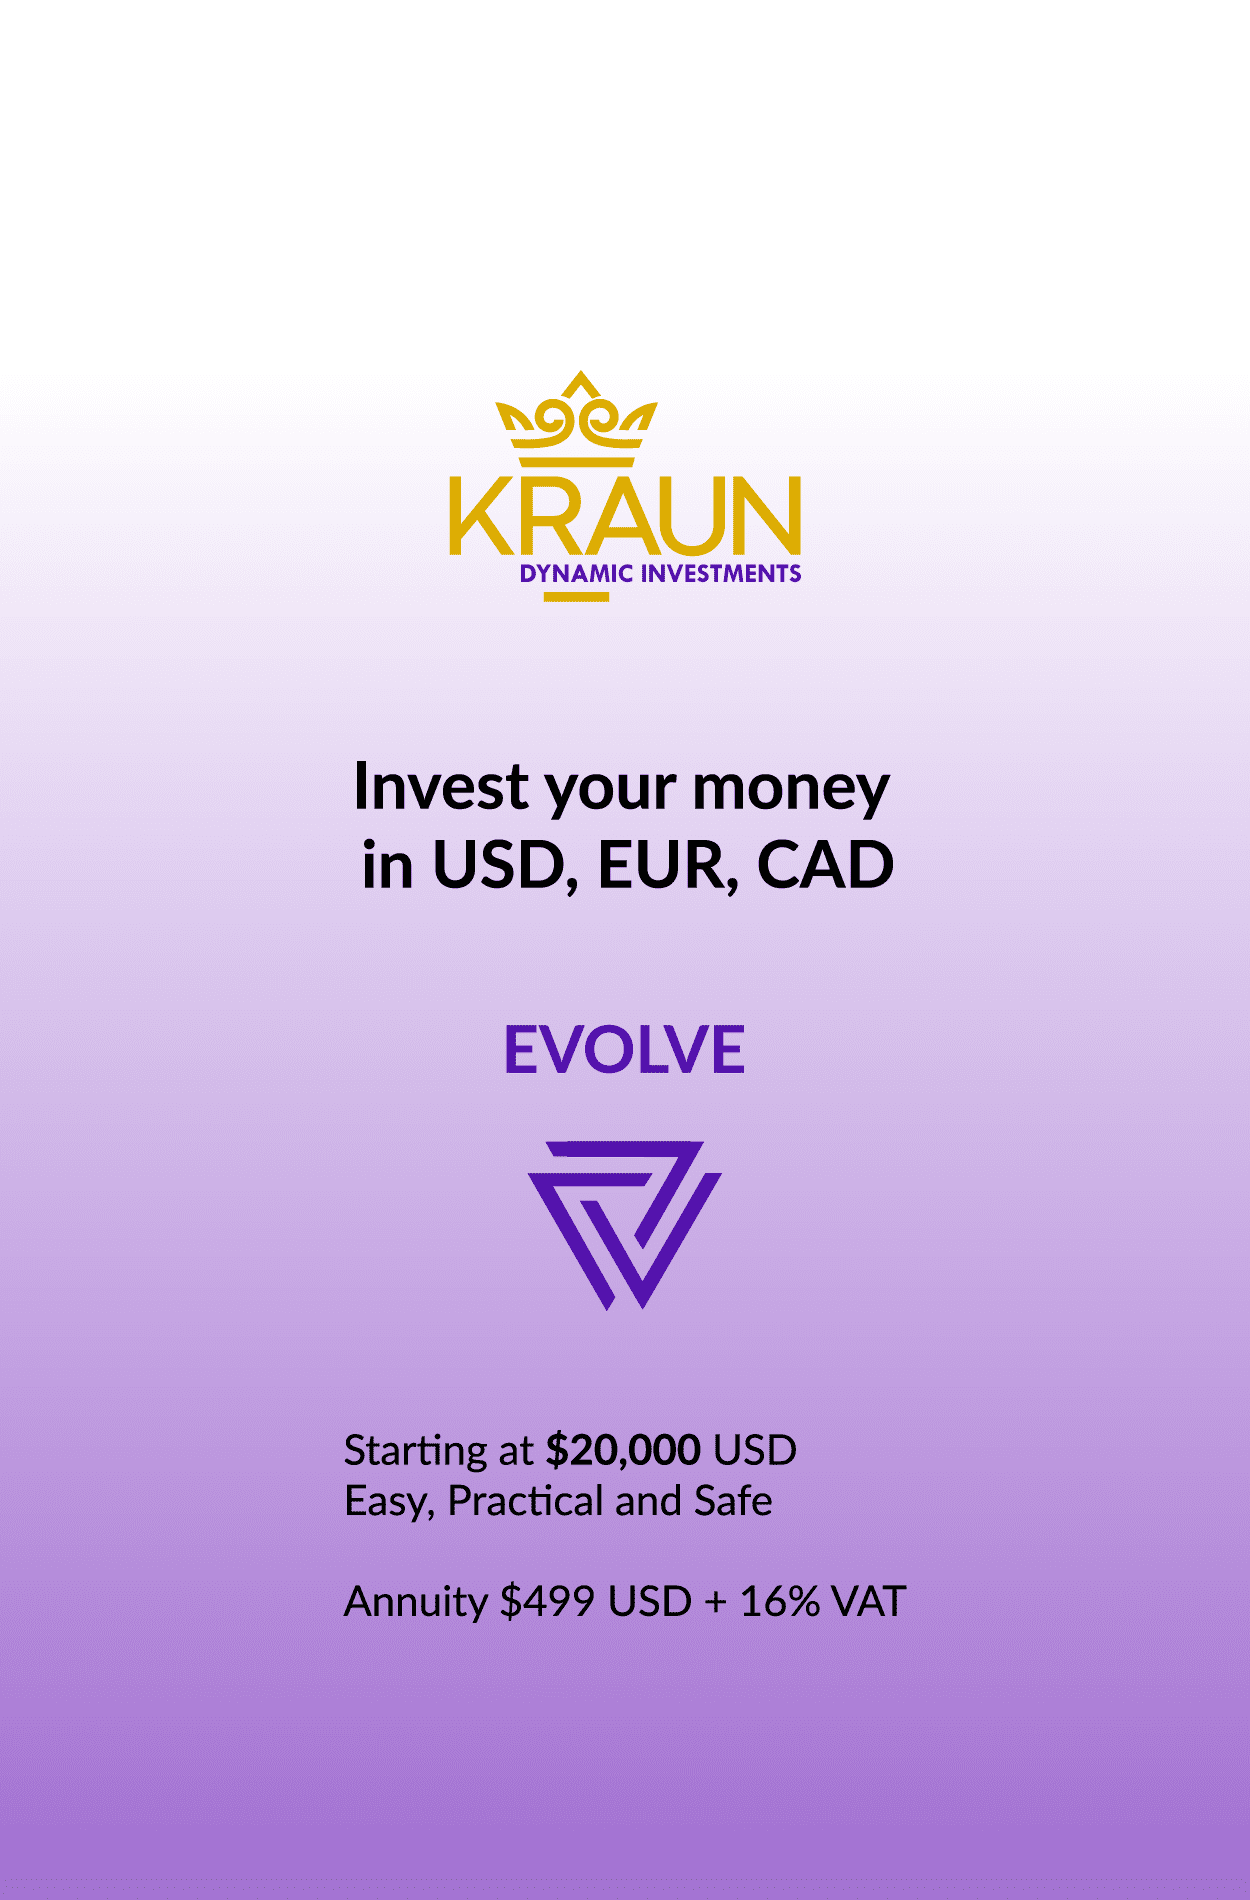 KRAUN
DYNAMIC INVESTMENTS
Invest your money
in USD, EUR, CAD
EVOLVE
Starting at $20,000 USD
Easy, Practical and Safe
Annuity $499 USD + 16% VAT